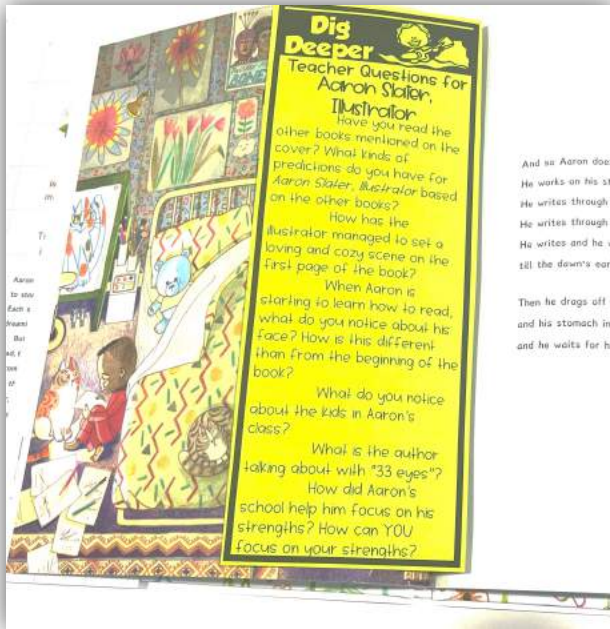 Dig
Deeper
Teacher Questions for
Aaron Slater,
Illustrator
Have you read the
other books mentioned on the
cover? What kinds of
predictions do you have for
Aaron Slater, Illustrator based
on the other books?
How has the
illustrator managed to set a
loving and cozy scene on the
first page of the book?
When Aaron is
starting to learn how to read,
what do you notice about his
face? How is this different
than from the beginning of the
book?
What do you notice
about the kids in Aaron's
class?
What is the author
talking about with "33 eyes"?
How did Aaron's
school help him focus on his
strengths? How can YOU
focus on your strengths?
And so Aaron
He works on his
He writes through
He writes through
He writes and he
till the dawn's
Then he drags off
and his stomach
and he waits for
Aaron
Each
But